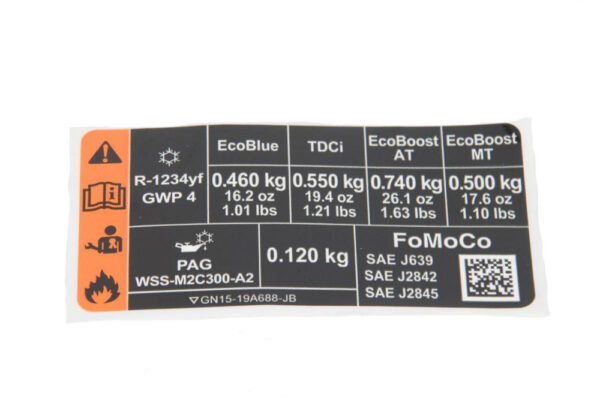 R-1234yf
GWP 4
EcoBlue
0.460 kg
16.2 oz
1.01 lbs
TDCi
0.550 kg
19.4 oz
1.21 lbs
EcoBoost
AT
0.740 kg
26.1 oz
1.63 lbs
EcoBoost
MT
0.500 kg
17.6 oz
1.10 lbs
PAG
WSS-M2C300-A2
0.120 kg
FoMoCo
SAE J639
SAE J2842
SAE J2845
GN15-19A688-JB